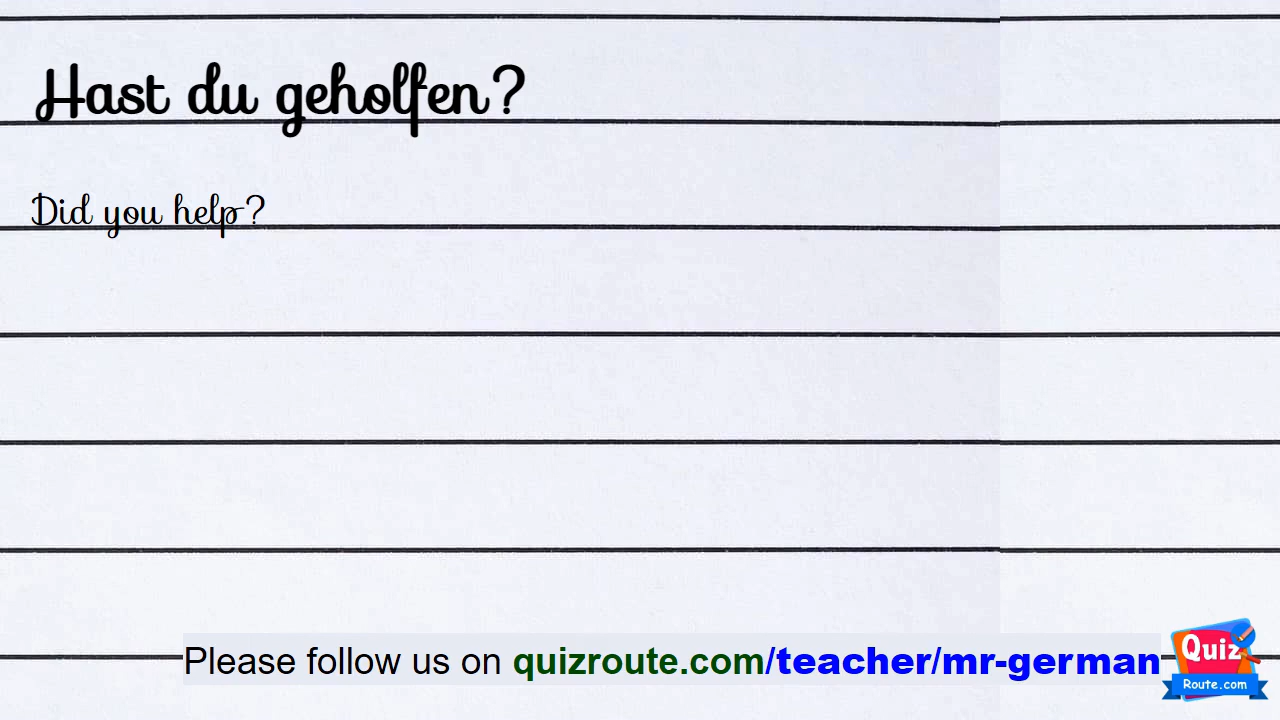 Hast du geholfen?
Did you help?
Please follow us on quizroute.com/teacher/mr-german
Quiz
Route.com